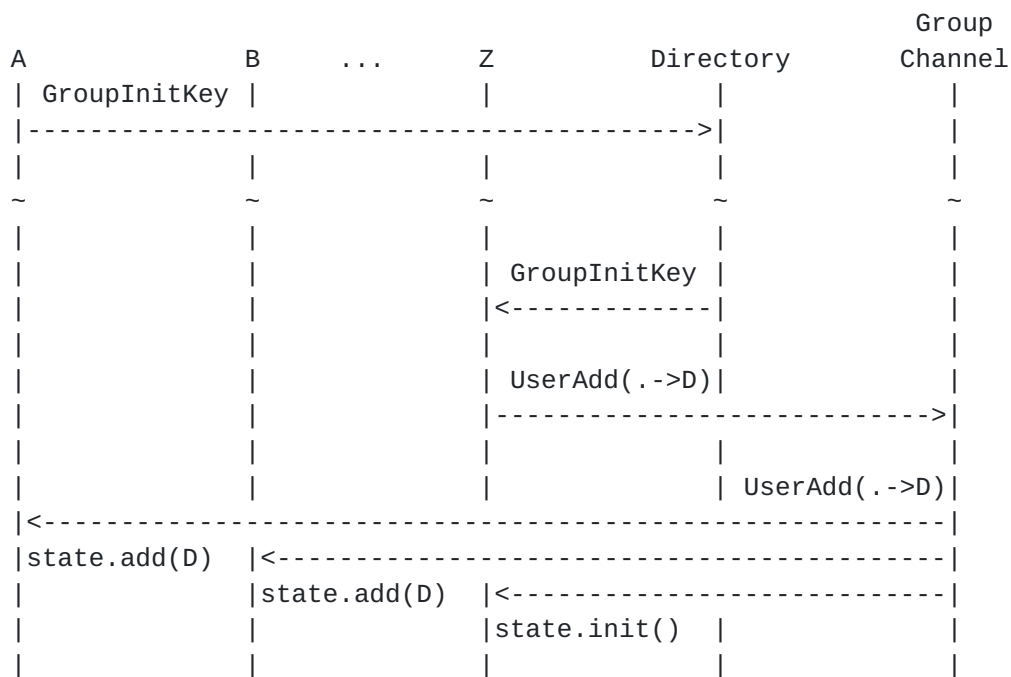 Group
A              B     ...      Z          Directory       Channel
| GroupInitKey |              |              |              |
|------------------------------------------->|              |
|              |              |              |              |
~              ~              ~              ~              ~
|              |              |              |              |
|              |              | GroupInitKey |              |
|              |              |<-------------|              |
|              |              |              |              |
|              |              | UserAdd(.->D)|              |
|              |              |---------------------------->|
|              |              |              |              |
|              |              |              | UserAdd(.->D)|
|<----------------------------------------------------------|
|state.add(D)  |<-------------------------------------------|
|              |state.add(D)  |<----------------------------|
|              |              |state.init()  |              |
|              |              |              |              |